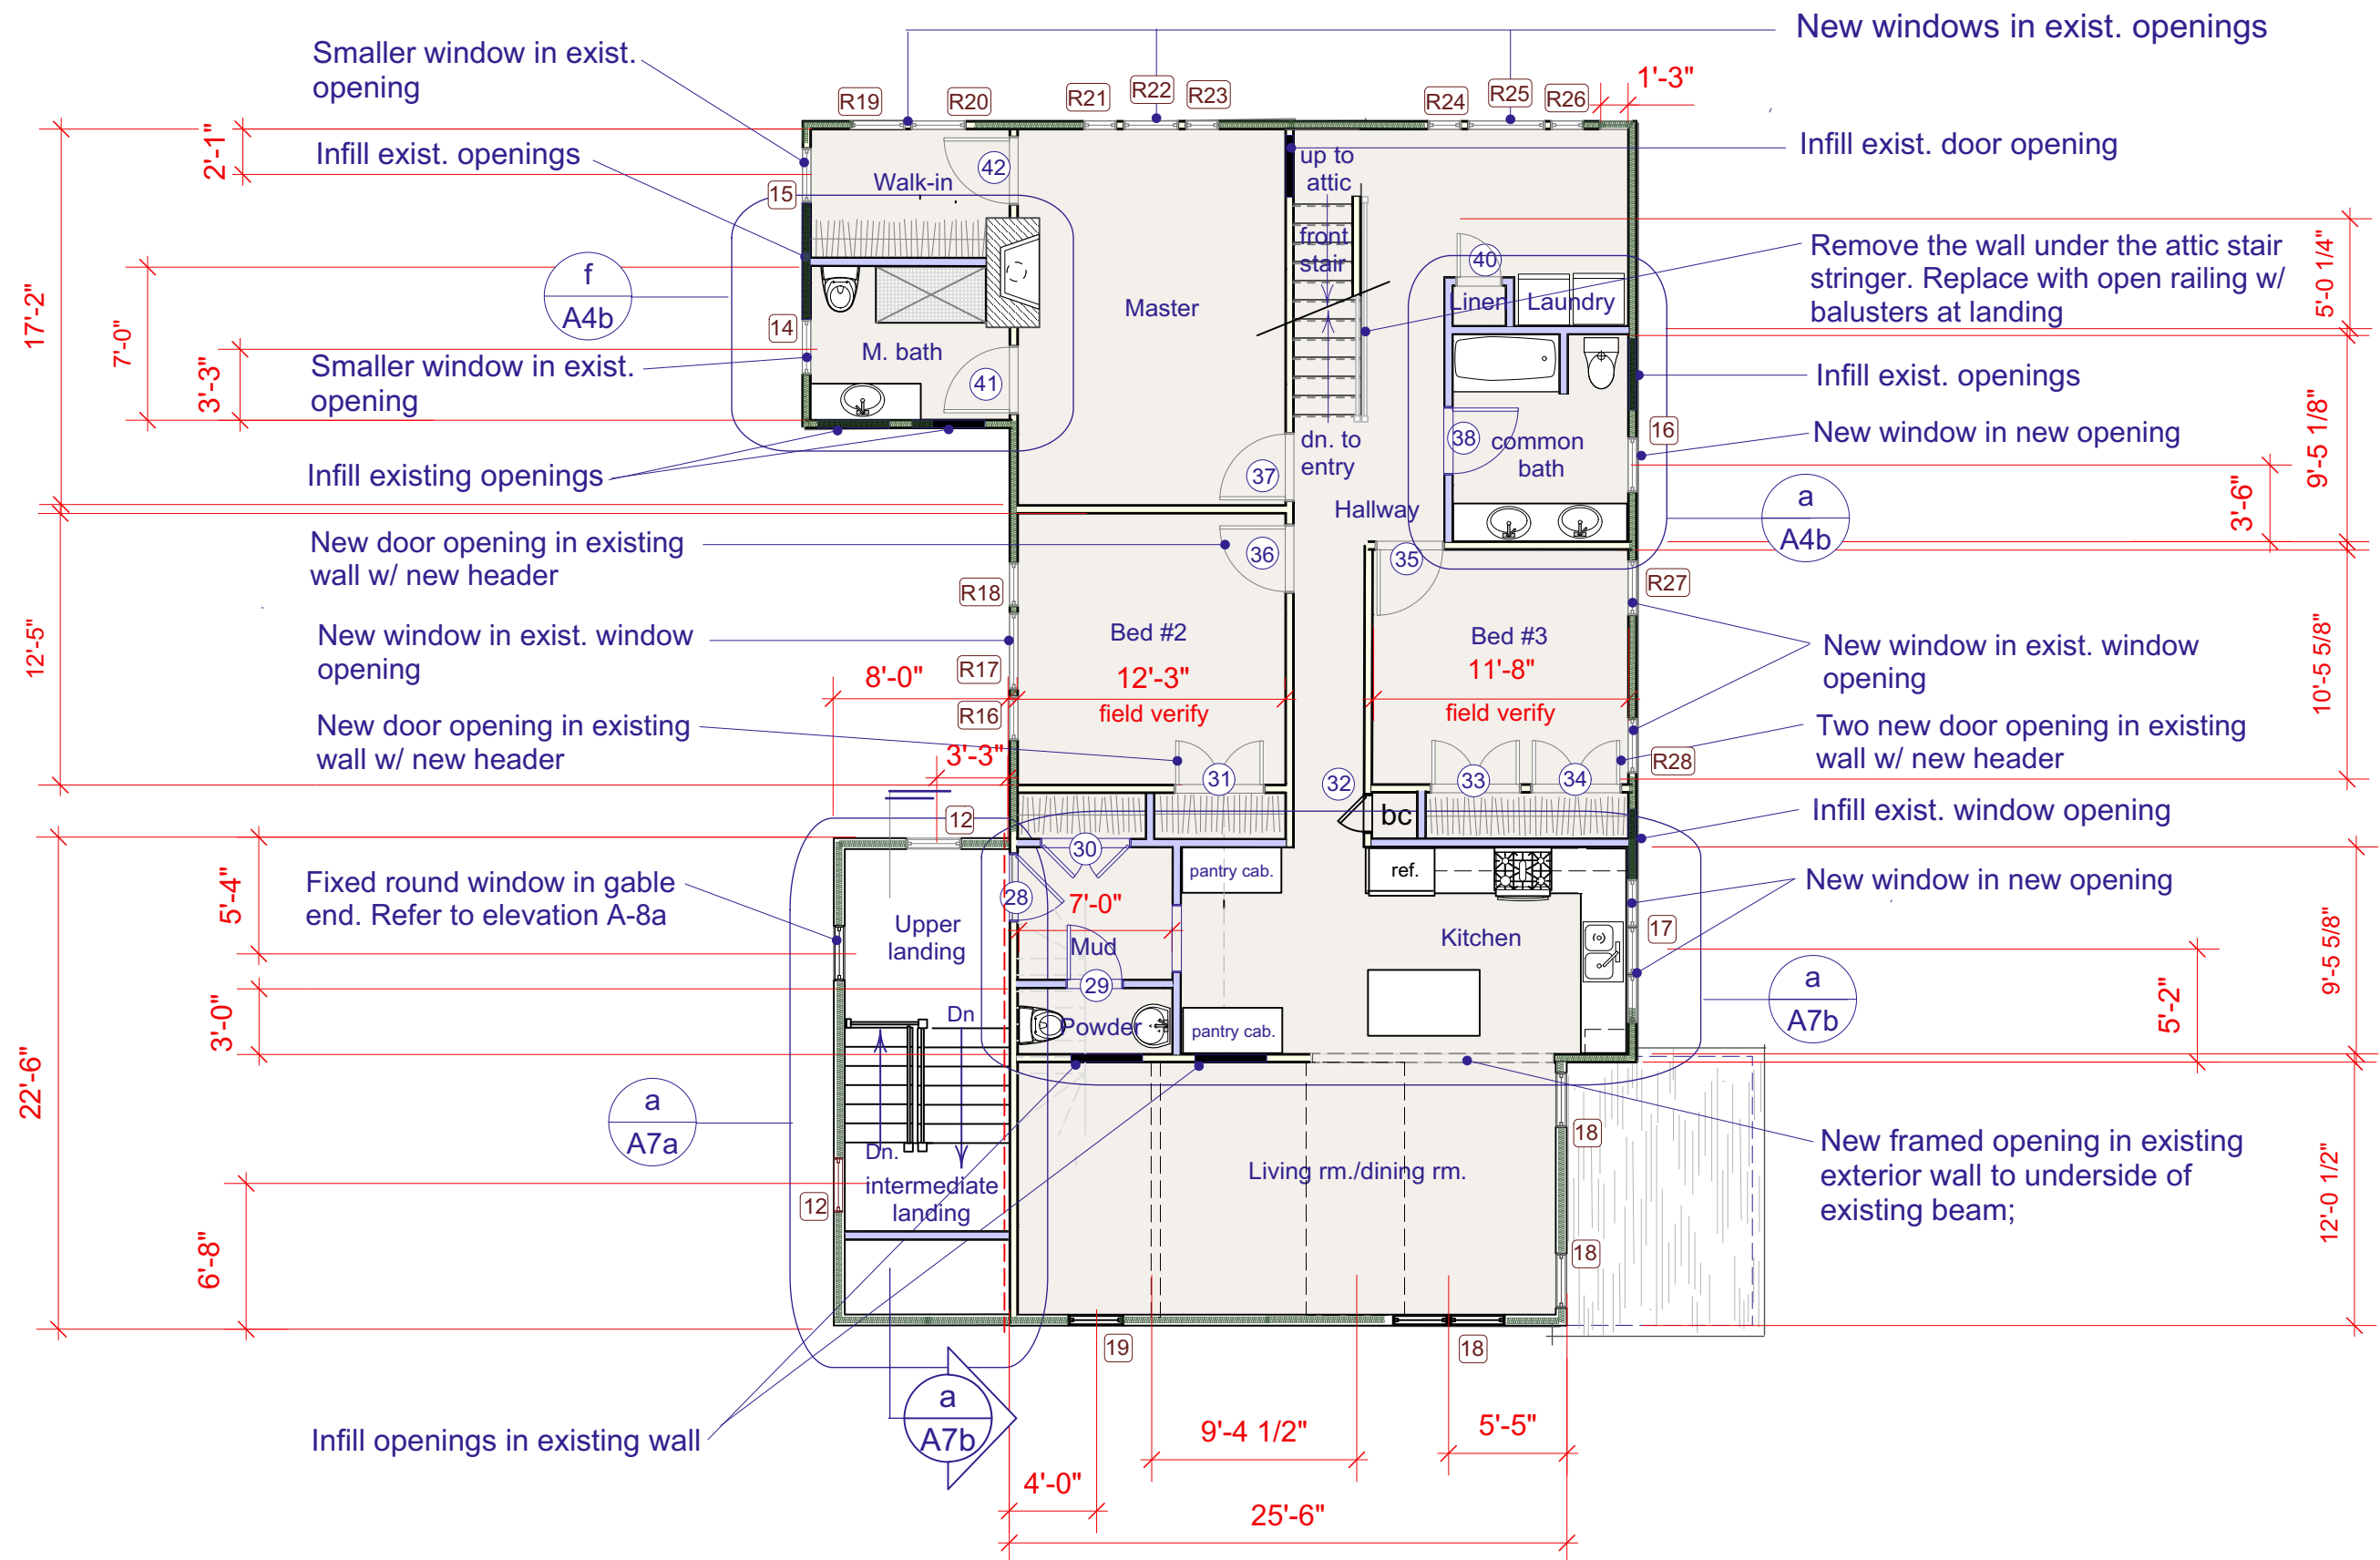 New windows in exist. openings
Smaller window in exist.
opening
1'-3"
R19
R20
R21
R22
R23
R24
R25
R26
2'-1"
Infill exist. openings
Infill exist. door opening
42
up to
attic
Walk-in
15
front
stair
40
Remove the wall under the attic stair
stringer. Replace with open railing w/
balusters at landing
5'-0 1/4"
17'-2"
7'-0"
f
A4b
Master
Linen
Laundry
14
M. bath
3'-3"
Smaller window in exist.
opening
41
Infill exist. openings
16
New window in new opening
9'-5 1/8"
38
common
bath
dn. to
entry
Infill existing openings
37
3'-6"
a
A4b
Hallway
New door opening in existing
wall w/ new header
36
35
R18
R27
12'-5"
New window in exist. window
opening
Bed #2
Bed #3
New window in exist. window
opening
R17
8'-0"
12'-3"
field verify
11'-8"
field verify
10'-5 5/8"
R16
New door opening in existing
wall w/ new header
3'-3"
Two new door opening in existing
wall w/ new header
R28
31
32
33
34
bc
12
Infill exist. window opening
30
pantry cab.
ref.
5'-4"
Fixed round window in gable
end. Refer to elevation A-8a
28
7'-0"
New window in new opening
Upper
landing
Mud
Kitchen
17
9'-5 5/8"
29
a
A7b
5'-2"
3'-0"
Dn
Powder
pantry cab.
22'-6"
a
A7a
Dn.
18
New framed opening in existing
exterior wall to underside of
existing beam;
Living rm./dining rm.
intermediate
landing
12
12'-0 1/2"
6'-8"
18
19
18
a
A7b
Infill openings in existing wall
9'-4 1/2"
5'-5"
4'-0"
25'-6"